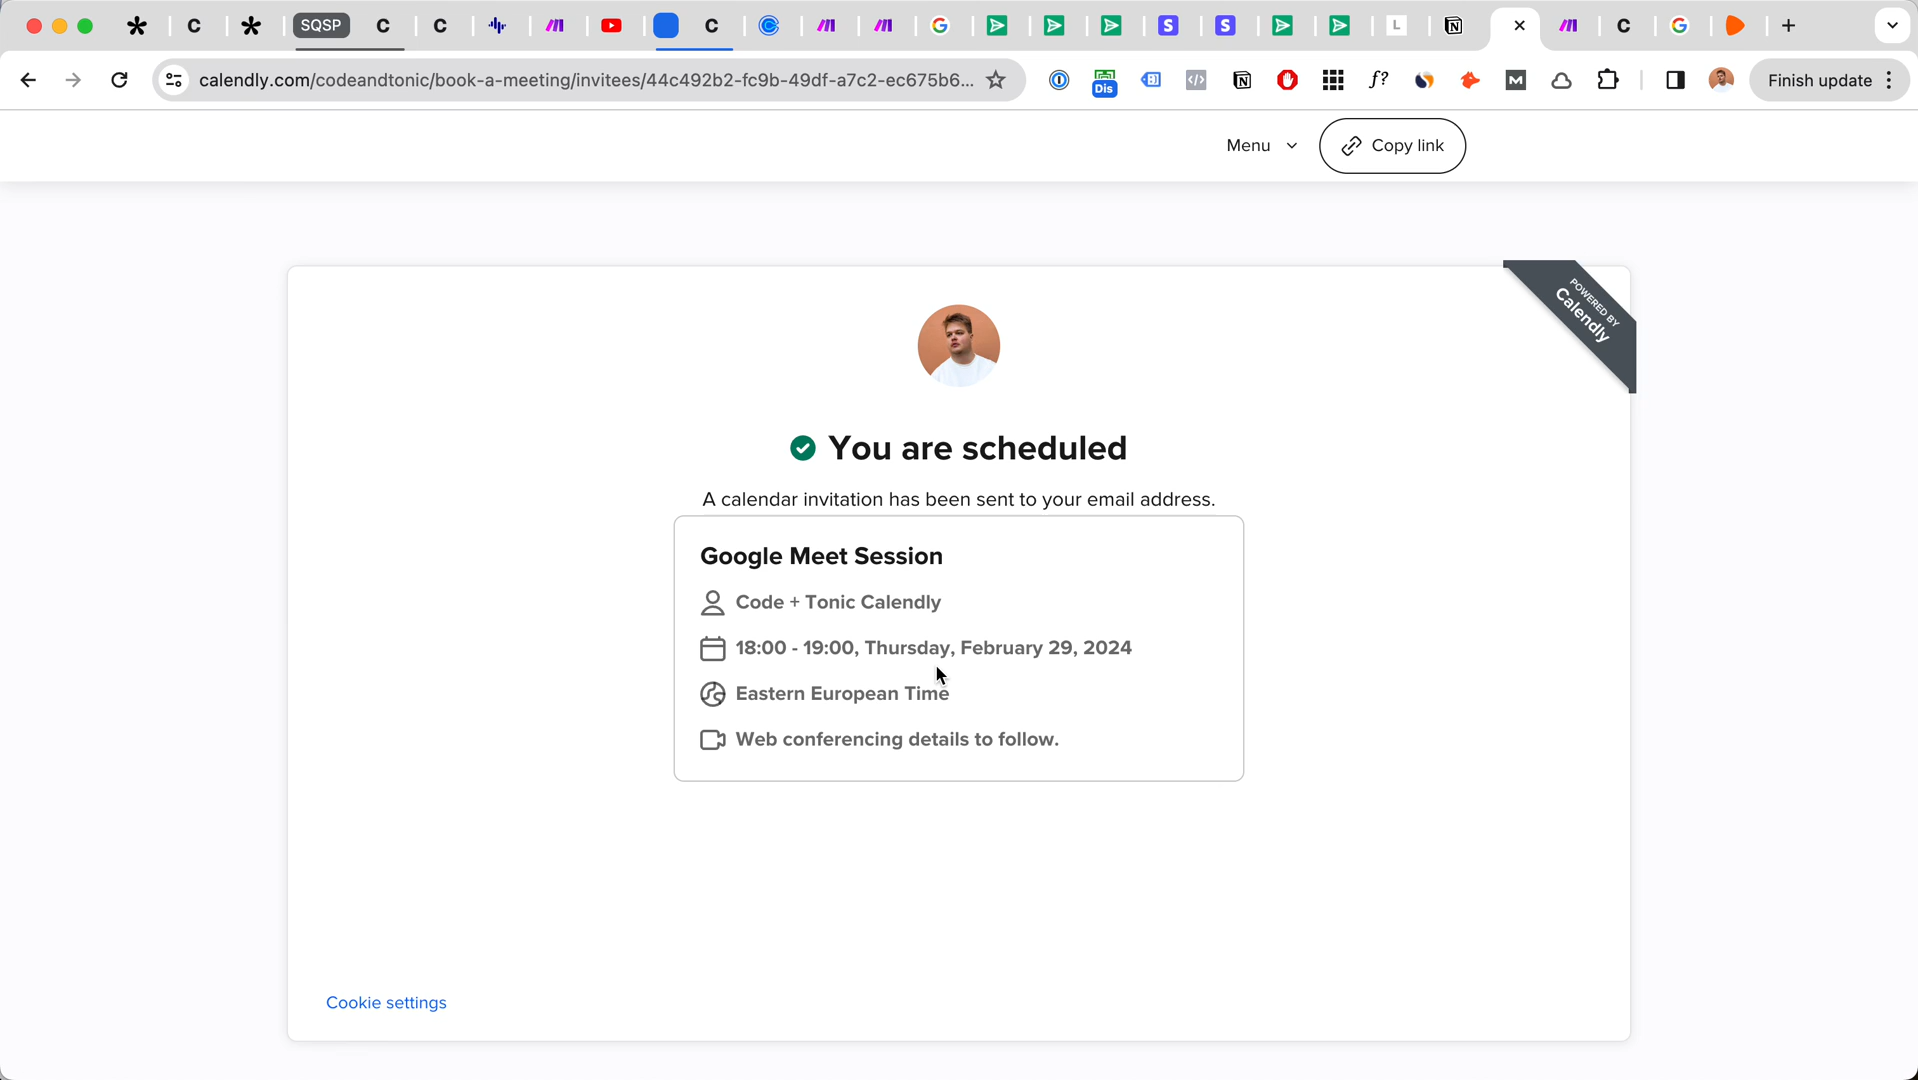 SQSP
calendly.com/codeandtonic/book-a-meeting/invitees/44c492b2-fc9b-49df-a7c2-ec675b6...
Dis
f?
Finish update
Menu
Copy link
POWERED BY
Calendly
You are scheduled
A calendar invitation has been sent to your email address.
Google Meet Session
Code + Tonic Calendly
18:00 - 19:00, Thursday, February 29, 2024
Eastern European Time
Web conferencing details to follow.
Cookie settings